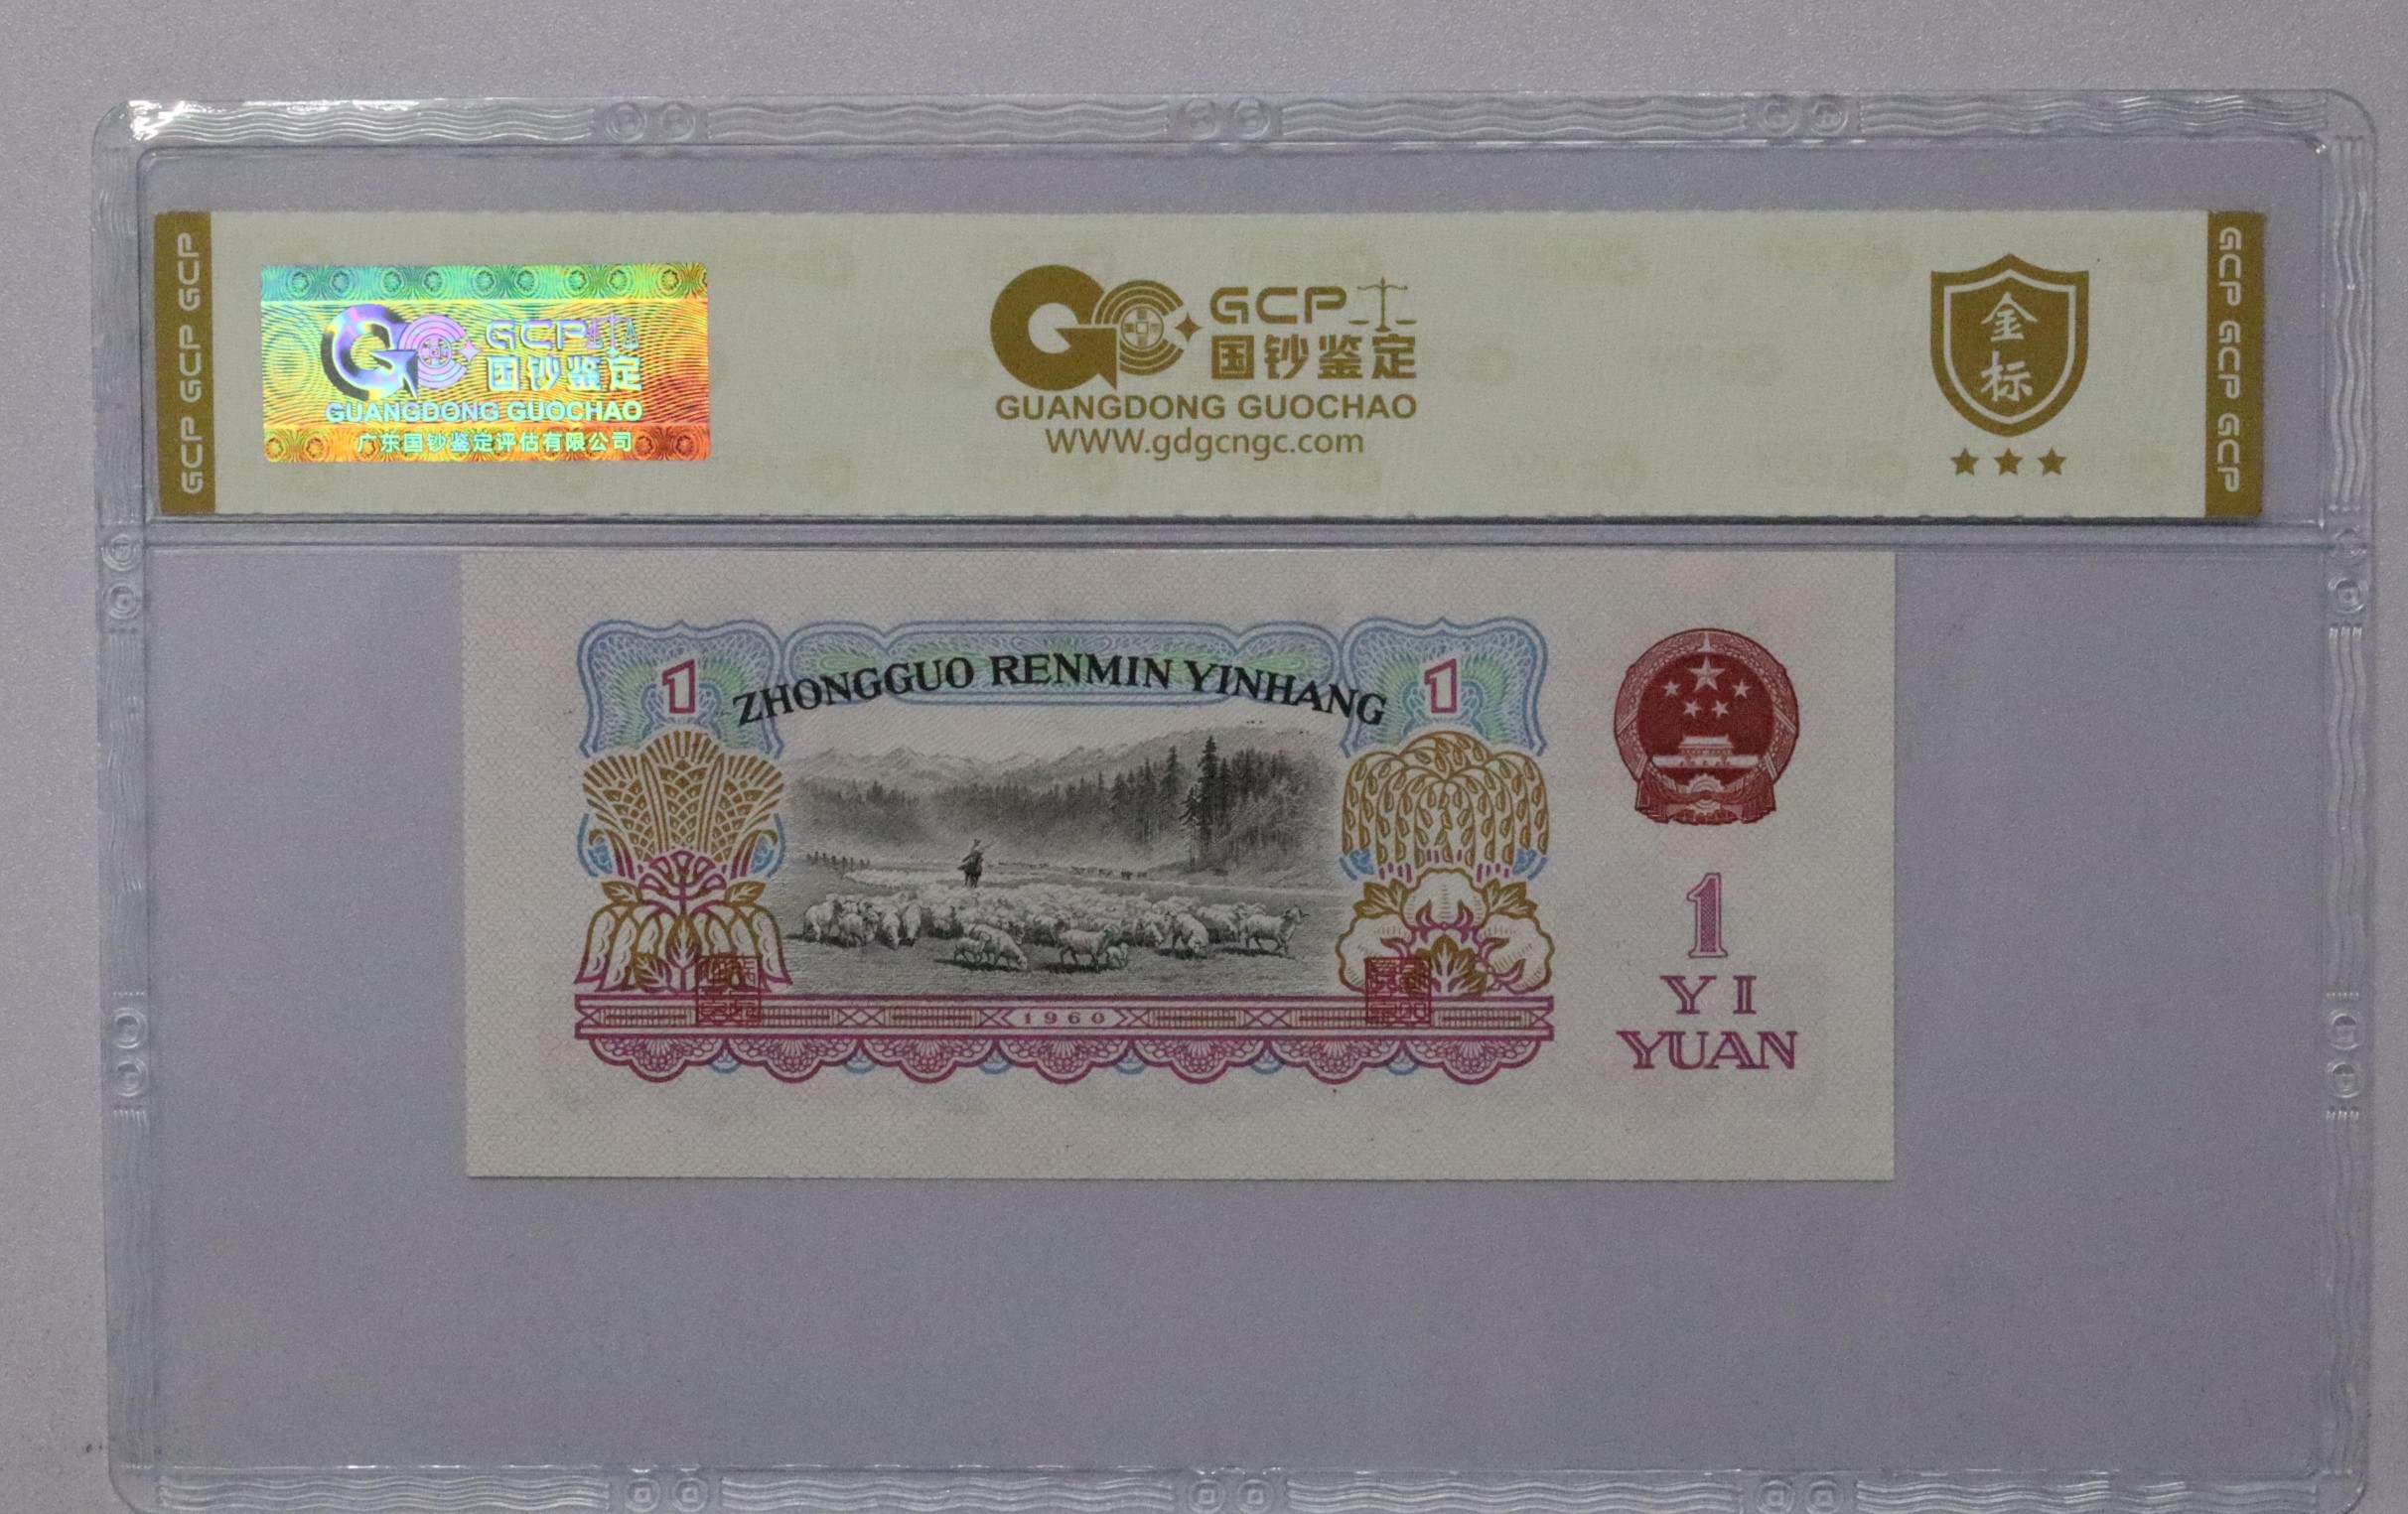 GCP GCP GCP
GCP
国钞鉴定
GUANGDONG GUOCHAO
广东国钞鉴定评估有限公司
GCP
国钞鉴定
GUANGDONG GUOCHAO
WWW.gdgcngc.com
金
标
GCP GCP GCP
1
ZHONGGUO RENMIN YINHANG
1
1960
1
YI
YUAN